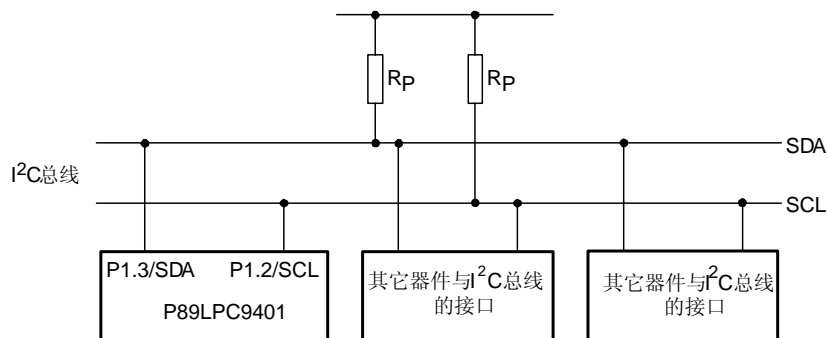 RP
RP
SDA
I²C总线
SCL
P1.3/SDA
P1.2/SCL
P89LPC9401
其它器件与I²C总线
的接口
其它器件与I²C总线
的接口